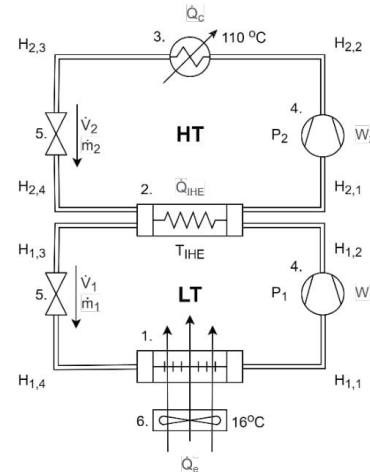 Q̇c
H2,3
3.
110 °C
H2,2
4.
5.
V̇2
ṁ2
HT
P2
H2,4
2.
Q̇IHE
H2,1
H1,3
TIHE
H1,2
4.
5.
V̇1
ṁ1
LT
P1
W
1.
H1,4
H1,1
6.
16°C
Q̇e